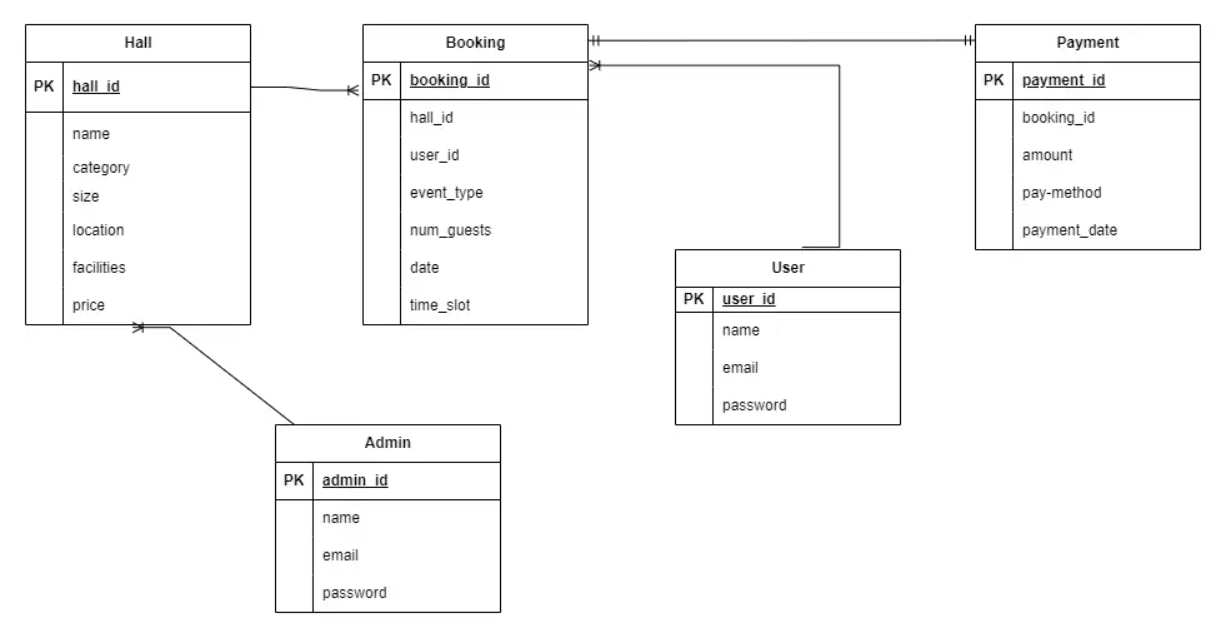 Hall
PK hall_id
name
category
size
location
facilities
price
Booking
PK booking_id
hall_id
user_id
event_type
num_guests
date
time_slot
Payment
PK payment_id
booking_id
amount
pay-method
payment_date
User
PK user_id
name
email
password
Admin
PK admin_id
name
email
password